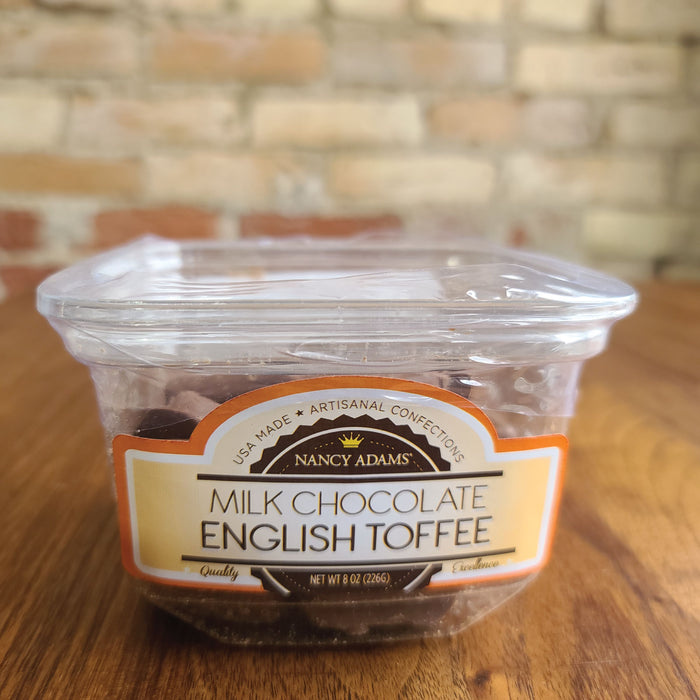 USA MADE ★ ARTISANAL CONFECTIONS
NANCY ADAMS®
MILK CHOCOLATE
ENGLISH TOFFEE
Quality Excellence
NET WT 8 OZ (226G)